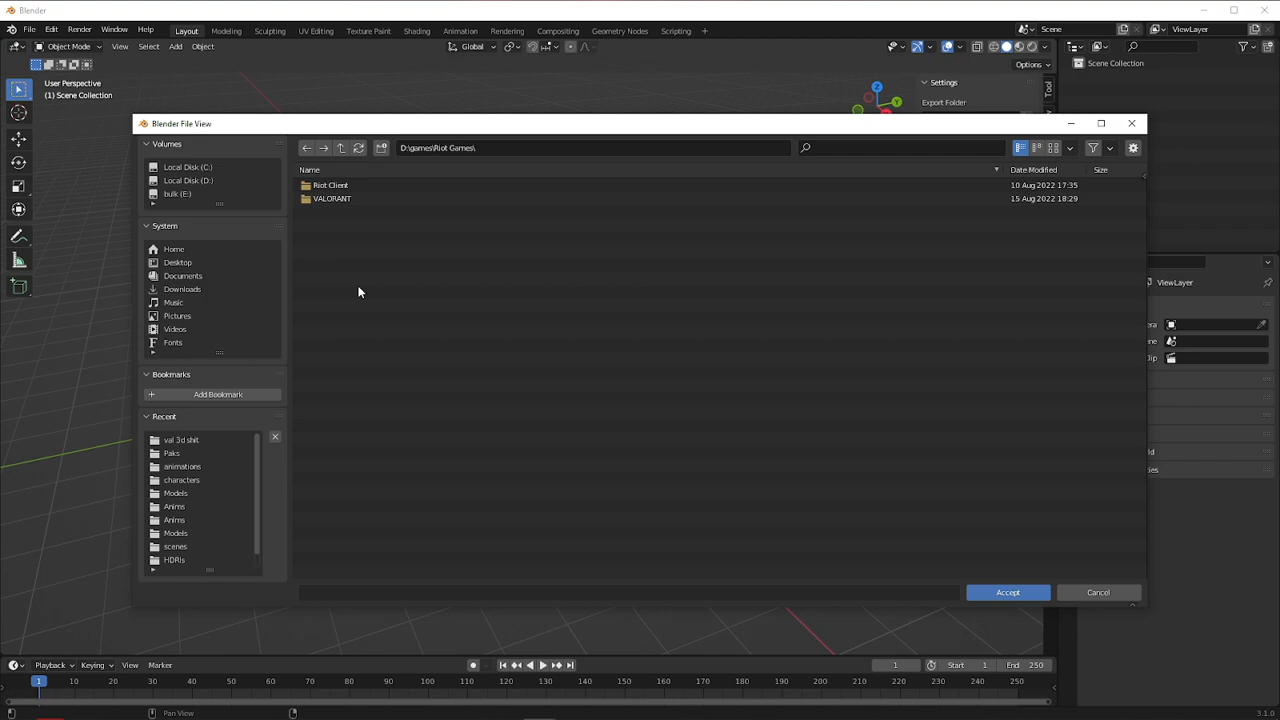 Blender
File Edit Render Window Help Layout Modeling Sculpting UV Editing Texture Paint Shading Animation Rendering Compositing Geometry Nodes Scripting + Scene ViewLayer
Object Mode View Select Add Object Global
Options
User Perspective
(1) Scene Collection
Scene Collection
Settings
Export Folder
Tool
Z
Y
Blender File View
Volumes
Local Disk (C:)
Local Disk (D:)
bulk (E:)
System
Home
Desktop
Documents
Downloads
Music
Pictures
Videos
Fonts
Bookmarks
Add Bookmark
Recent
val 3d shit
Paks
animations
characters
Models
Anims
Anims
Models
scenes
HDRIs
D:\games\Riot Games\
Name Date Modified Size
Riot Client 10 Aug 2022 17:35
VALORANT 15 Aug 2022 18:29
Accept Cancel
ViewLayer
Playback Keying View Marker 1 Start 1 End 250
1 10 20 30 40 50 60 70 80 90 100 110 120 130 140 150 160 170 180 190 200 210 220 230 240 250
Pan View 3.1.0